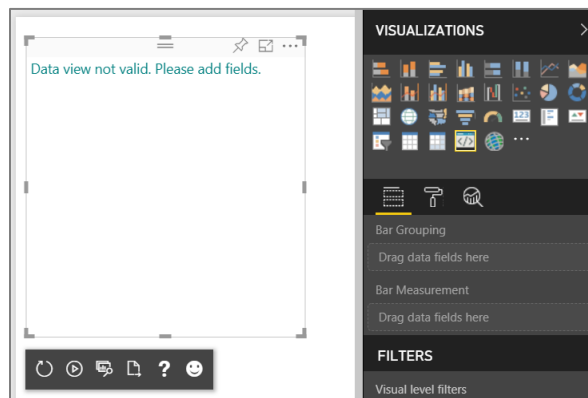 VISUALIZATIONS
Data view not valid. Please add fields.
123
</>
Bar Grouping
Drag data fields here
Bar Measurement
Drag data fields here
FILTERS
Visual level filters